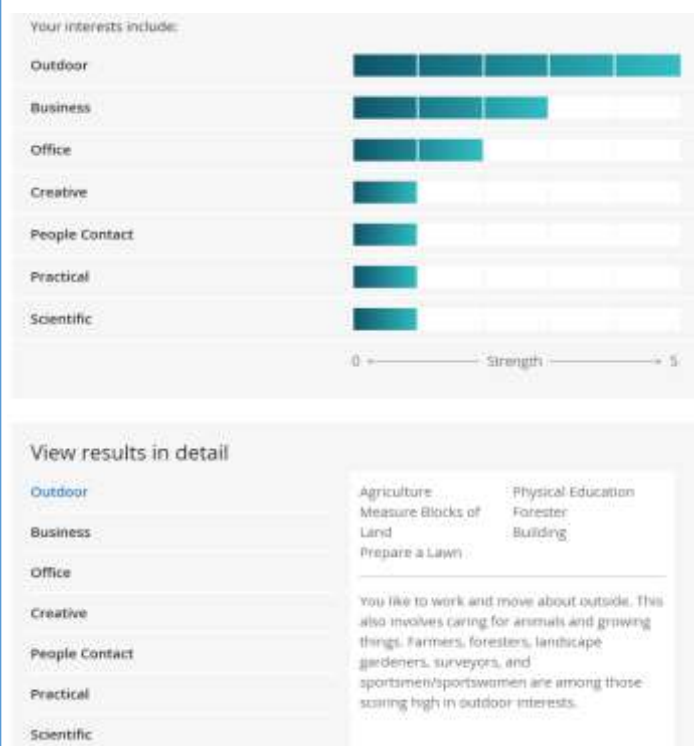 Your interests include:
Outdoor
Business
Office
Creative
People Contact
Practical
Scientific
0 Strength 5
View results in detail
Outdoor
Business
Office
Creative
People Contact
Practical
Scientific
Agriculture
Measure Blocks of
Land
Prepare a Lawn
Physical Education
Forester
Building
You like to work and move about outside. This
also involves caring for animals and growing
things. Farmers, foresters, landscape
gardeners, surveyors, and
sportsmen/sportswomen are among those
scoring high in outdoor interests.